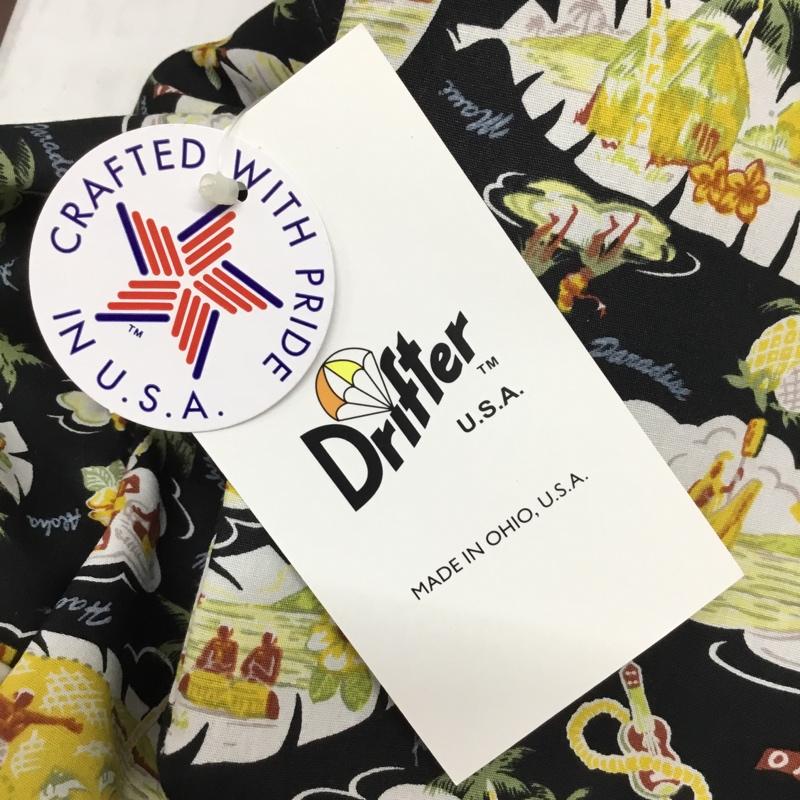 CRAFTED WITH PRIDE
IN U.S.A.
TM
Drifter TM
U.S.A.
MADE IN OHIO, U.S.A.
Maui
Paradise
Aloha